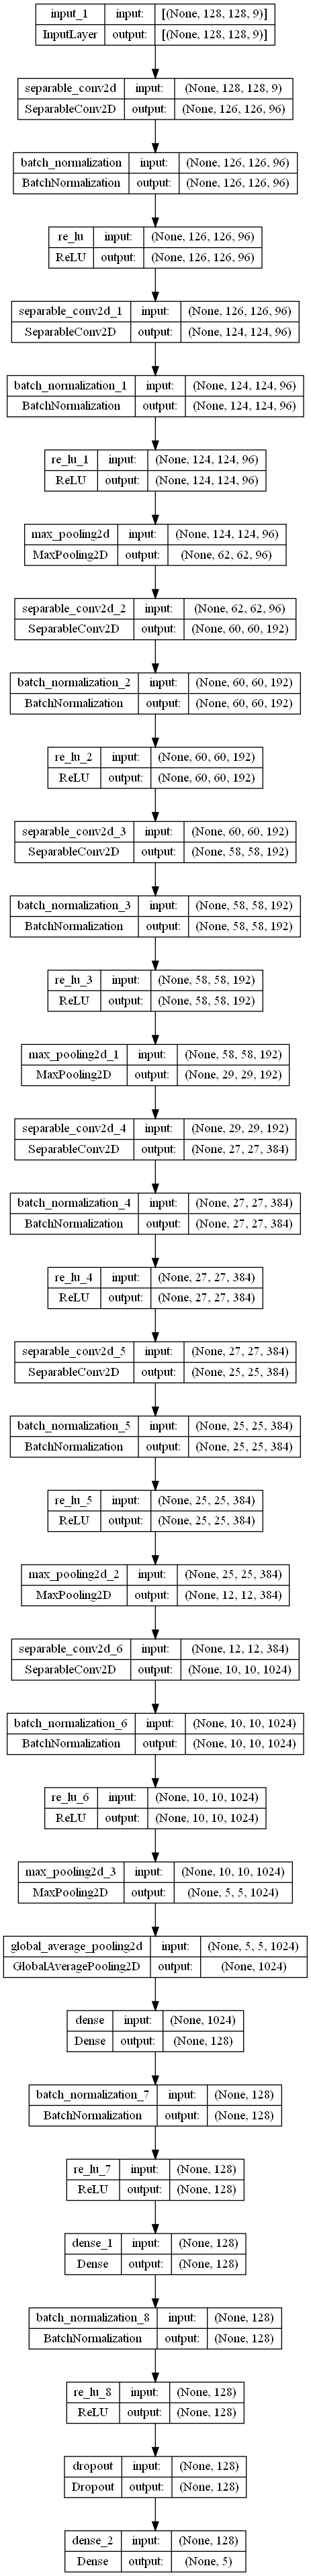 input_1 input: [(None, 128, 128, 9)]
InputLayer output: [(None, 128, 128, 9)]
separable_conv2d input: (None, 128, 128, 9)
SeparableConv2D output: (None, 126, 126, 96)
batch_normalization input: (None, 126, 126, 96)
BatchNormalization output: (None, 126, 126, 96)
re_lu input: (None, 126, 126, 96)
ReLU output: (None, 126, 126, 96)
separable_conv2d_1 input: (None, 126, 126, 96)
SeparableConv2D output: (None, 124, 124, 96)
batch_normalization_1 input: (None, 124, 124, 96)
BatchNormalization output: (None, 124, 124, 96)
re_lu_1 input: (None, 124, 124, 96)
ReLU output: (None, 124, 124, 96)
max_pooling2d input: (None, 124, 124, 96)
MaxPooling2D output: (None, 62, 62, 96)
separable_conv2d_2 input: (None, 62, 62, 96)
SeparableConv2D output: (None, 60, 60, 192)
batch_normalization_2 input: (None, 60, 60, 192)
BatchNormalization output: (None, 60, 60, 192)
re_lu_2 input: (None, 60, 60, 192)
ReLU output: (None, 60, 60, 192)
separable_conv2d_3 input: (None, 60, 60, 192)
SeparableConv2D output: (None, 58, 58, 192)
batch_normalization_3 input: (None, 58, 58, 192)
BatchNormalization output: (None, 58, 58, 192)
re_lu_3 input: (None, 58, 58, 192)
ReLU output: (None, 58, 58, 192)
max_pooling2d_1 input: (None, 58, 58, 192)
MaxPooling2D output: (None, 29, 29, 192)
separable_conv2d_4 input: (None, 29, 29, 192)
SeparableConv2D output: (None, 27, 27, 384)
batch_normalization_4 input: (None, 27, 27, 384)
BatchNormalization output: (None, 27, 27, 384)
re_lu_4 input: (None, 27, 27, 384)
ReLU output: (None, 27, 27, 384)
separable_conv2d_5 input: (None, 27, 27, 384)
SeparableConv2D output: (None, 25, 25, 384)
batch_normalization_5 input: (None, 25, 25, 384)
BatchNormalization output: (None, 25, 25, 384)
re_lu_5 input: (None, 25, 25, 384)
ReLU output: (None, 25, 25, 384)
max_pooling2d_2 input: (None, 25, 25, 384)
MaxPooling2D output: (None, 12, 12, 384)
separable_conv2d_6 input: (None, 12, 12, 384)
SeparableConv2D output: (None, 10, 10, 1024)
batch_normalization_6 input: (None, 10, 10, 1024)
BatchNormalization output: (None, 10, 10, 1024)
re_lu_6 input: (None, 10, 10, 1024)
ReLU output: (None, 10, 10, 1024)
max_pooling2d_3 input: (None, 10, 10, 1024)
MaxPooling2D output: (None, 5, 5, 1024)
global_average_pooling2d input: (None, 5, 5, 1024)
GlobalAveragePooling2D output: (None, 1024)
dense input: (None, 1024)
Dense output: (None, 128)
batch_normalization_7 input: (None, 128)
BatchNormalization output: (None, 128)
re_lu_7 input: (None, 128)
ReLU output: (None, 128)
dense_1 input: (None, 128)
Dense output: (None, 128)
batch_normalization_8 input: (None, 128)
BatchNormalization output: (None, 128)
re_lu_8 input: (None, 128)
ReLU output: (None, 128)
dropout input: (None, 128)
Dropout output: (None, 128)
dense_2 input: (None, 128)
Dense output: (None, 5)